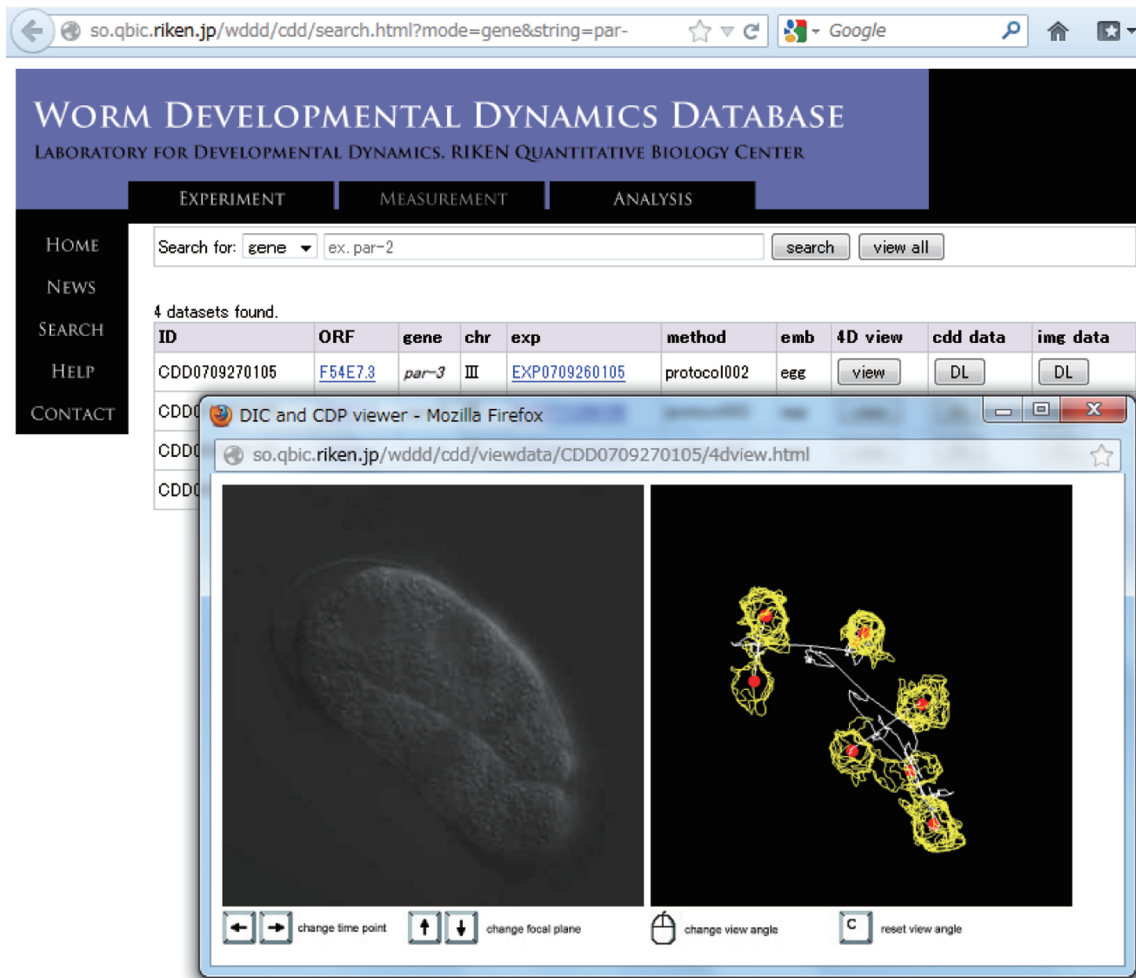 so.qbic.riken.jp/wddd/cdd/search.html?mode=gene&string=par-
Google
WORM DEVELOPMENTAL DYNAMICS DATABASE
LABORATORY FOR DEVELOPMENTAL DYNAMICS, RIKEN QUANTITATIVE BIOLOGY CENTER
EXPERIMENT MEASUREMENT ANALYSIS
HOME
NEWS
SEARCH
HELP
CONTACT
Search for: gene ex. par-2 search view all
4 datasets found.
ID ORF gene chr exp method emb 4D view cdd data img data
CDD0709270105 F54E7.3 par-3 III EXP0709260105 protocol002 egg view DL DL
DIC and CDP viewer - Mozilla Firefox
so.qbic.riken.jp/wddd/cdd/viewdata/CDD0709270105/4dview.html
change time point change focal plane change view angle C reset view angle